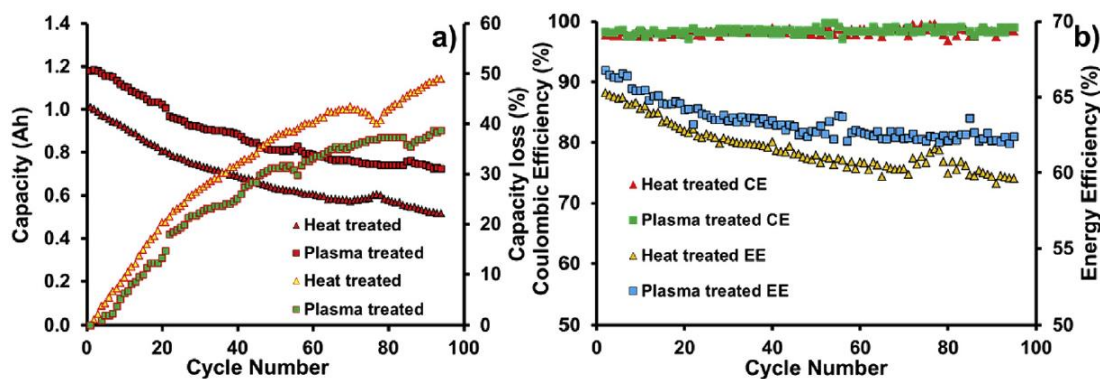 a)
Capacity (Ah)
1.4
1.2
1.0
0.8
0.6
0.4
0.2
0.0
60
50
40
30
20
10
0
Capacity loss (%)
Heat treated
Plasma treated
Heat treated
Plasma treated
0 20 40 60 80 100
Cycle Number
b)
Coulombic Efficiency (%)
100
90
80
70
60
50
70
65
60
55
50
Energy Efficiency (%)
Heat treated CE
Plasma treated CE
Heat treated EE
Plasma treated EE
0 20 40 60 80 100
Cycle Number